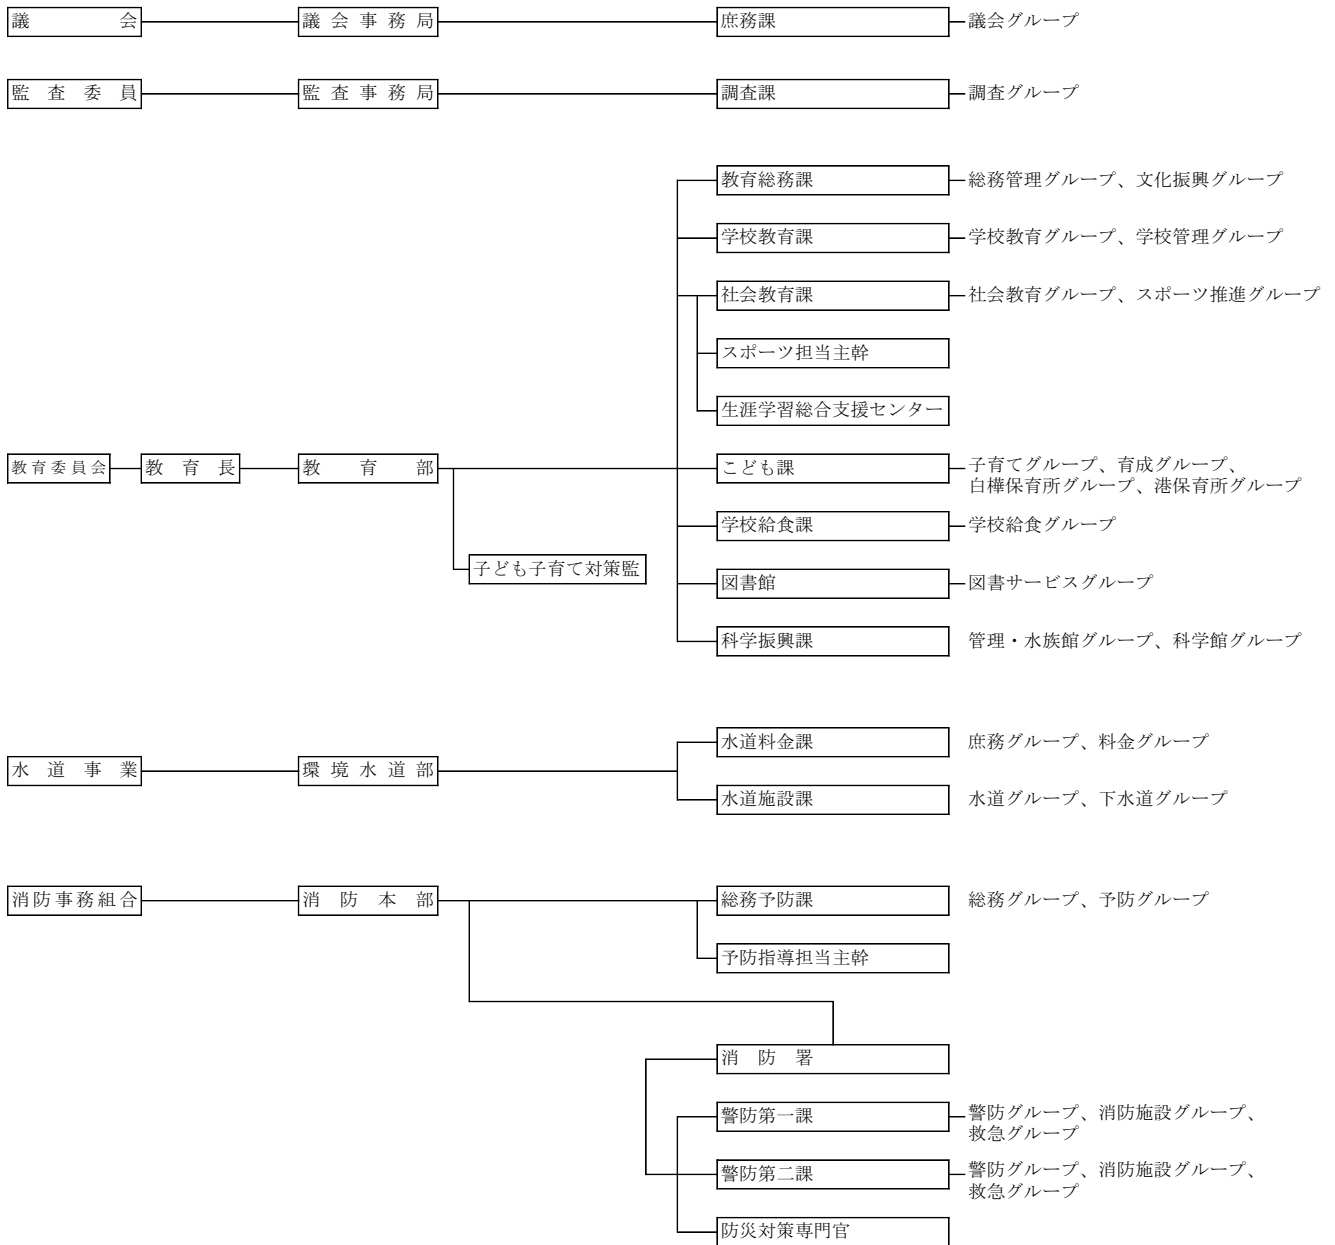 議会 議会事務局 庶務課 議会グループ
監査委員 監査事務局 調査課 調査グループ
教育総務課 総務管理グループ、文化振興グループ
学校教育課 学校教育グループ、学校管理グループ
社会教育課 社会教育グループ、スポーツ推進グループ
スポーツ担当主幹
生涯学習総合支援センター
教育委員会 教育長 教育部 こども課 子育てグループ、育成グループ、
白樺保育所グループ、港保育所グループ
学校給食課 学校給食グループ
子ども子育て対策監
図書館 図書サービスグループ
科学振興課 管理・水族館グループ、科学館グループ
水道料金課 庶務グループ、料金グループ
水道事業 環境水道部
水道施設課 水道グループ、下水道グループ
消防事務組合 消防本部 総務予防課 総務グループ、予防グループ
予防指導担当主幹
消防署
警防第一課 警防グループ、消防施設グループ、
救急グループ
警防第二課 警防グループ、消防施設グループ、
救急グループ
防災対策専門官